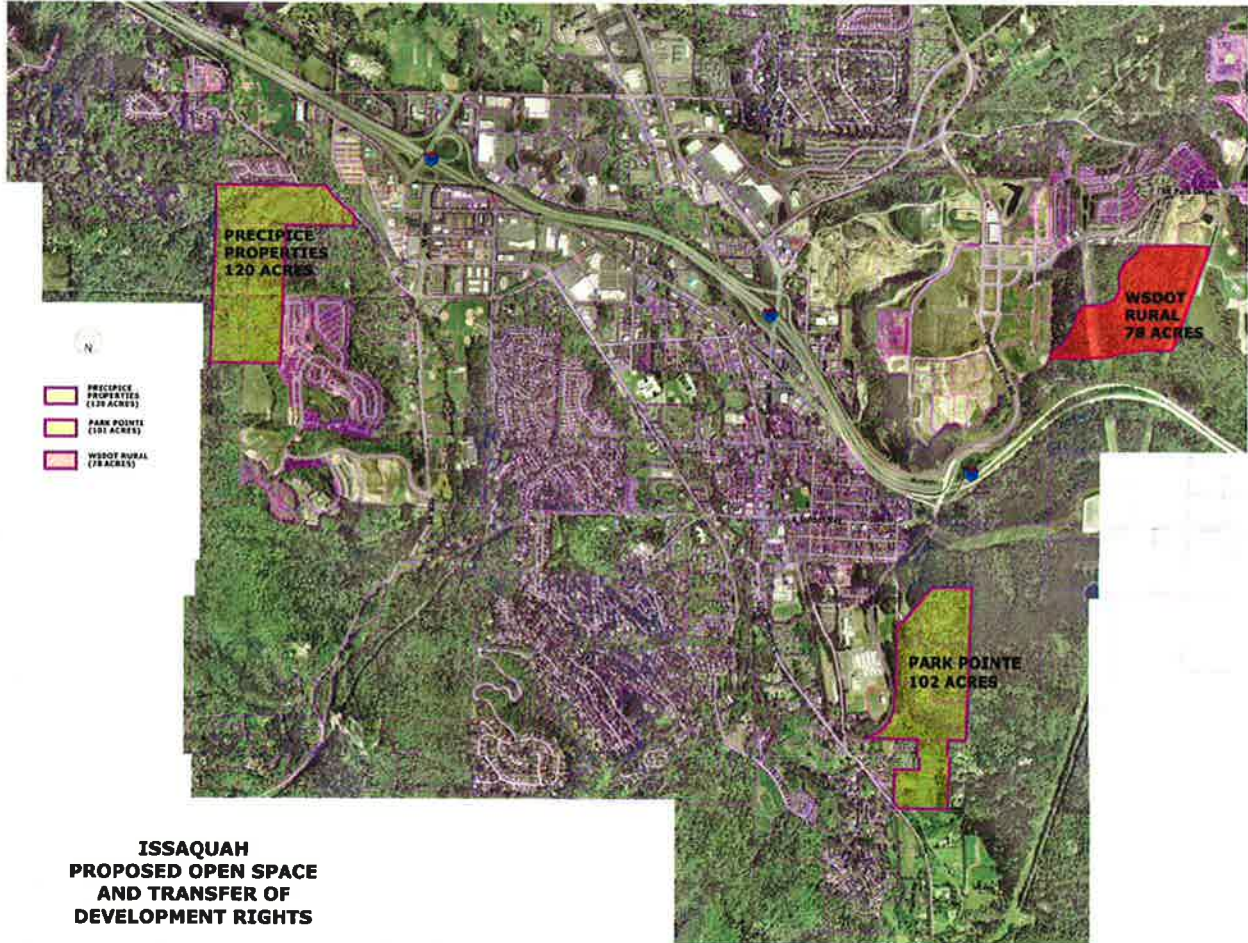 PRECIPICE
PROPERTIES
120 ACRES
WSDOT
RURAL
78 ACRES
N
PRECIPICE
PROPERTIES
(120 ACRES)
PARK POINTE
(101 ACRES)
WSDOT RURAL
(78 ACRES)
PARK POINTE
102 ACRES
ISSAQUAH
PROPOSED OPEN SPACE
AND TRANSFER OF
DEVELOPMENT RIGHTS